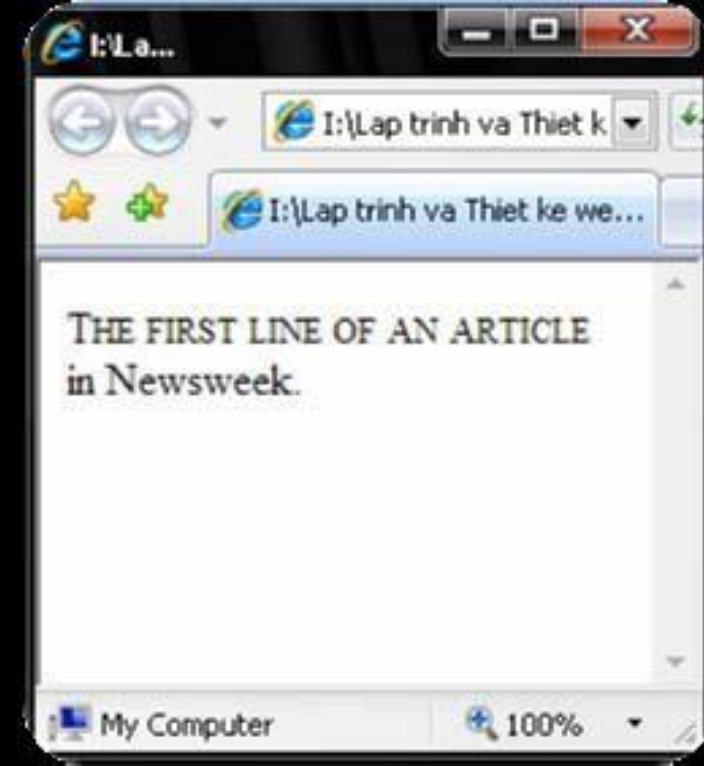 I:\La...
I:\Lap trinh va Thiet k
I:\Lap trinh va Thiet ke we...
THE FIRST LINE OF AN ARTICLE
in Newsweek.
My Computer
100%